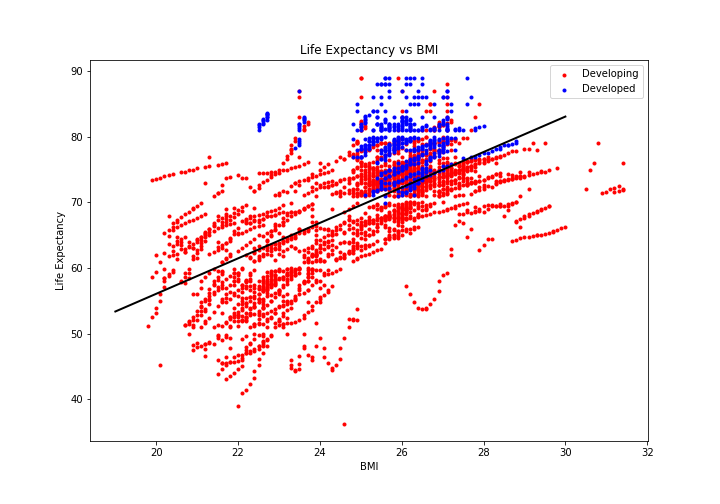 Life Expectancy vs BMI
Developing
Developed
Life Expectancy
90
80
70
60
50
40
20
22
24
26
28
30
32
BMI